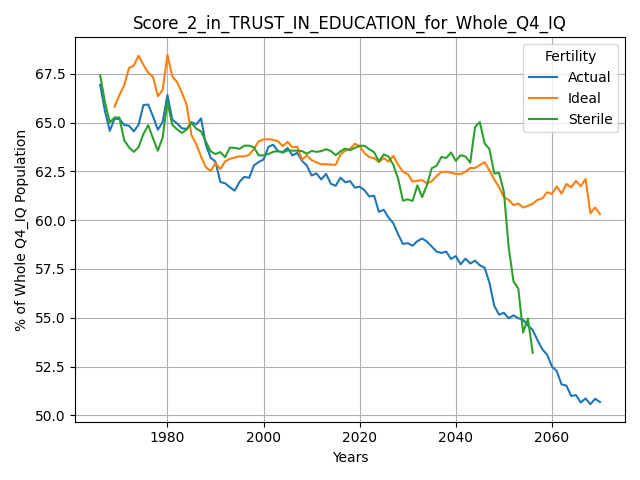 Score_2_in_TRUST_IN_EDUCATION_for_Whole_Q4_IQ
Fertility
Actual
Ideal
Sterile
67.5
65.0
62.5
60.0
57.5
55.0
52.5
50.0
% of Whole Q4_IQ Population
1980
2000
2020
2040
2060
Years